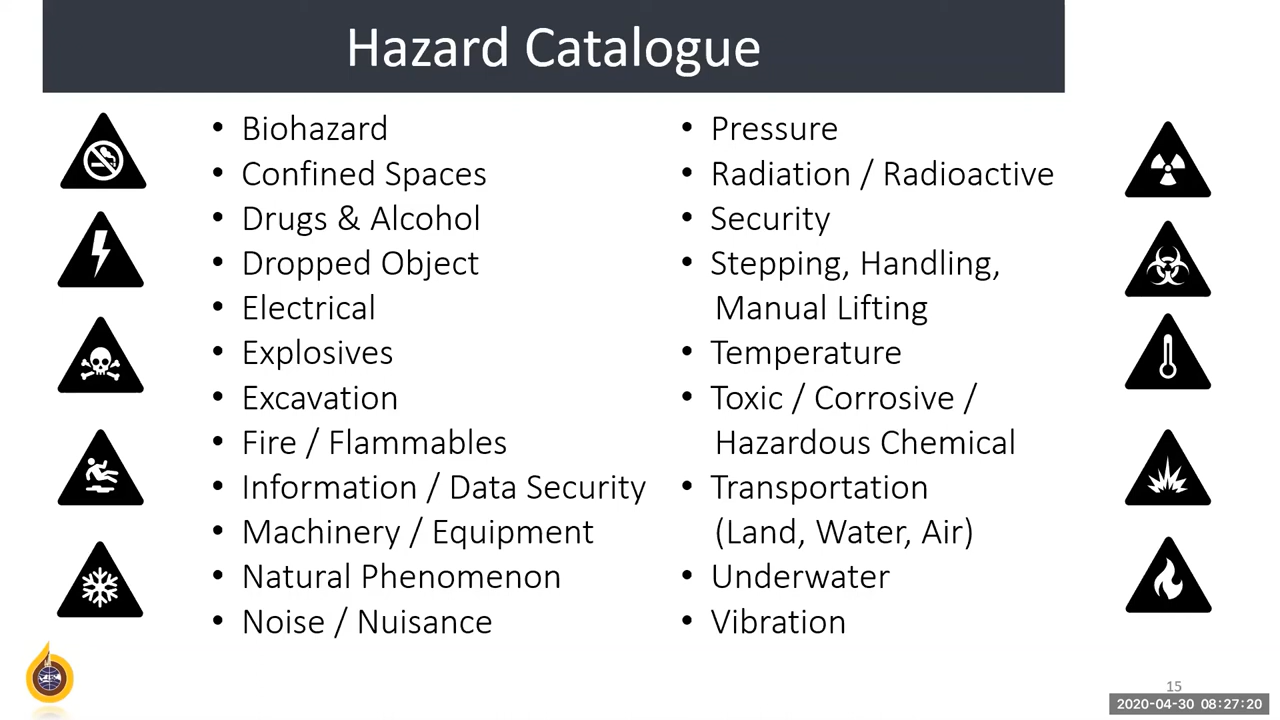 Hazard Catalogue
• Biohazard
• Confined Spaces
• Drugs & Alcohol
• Dropped Object
• Electrical
• Explosives
• Excavation
• Fire / Flammables
• Information / Data Security
• Machinery / Equipment
• Natural Phenomenon
• Noise / Nuisance
• Pressure
• Radiation / Radioactive
• Security
• Stepping, Handling,
Manual Lifting
• Temperature
• Toxic / Corrosive /
Hazardous Chemical
• Transportation
(Land, Water, Air)
• Underwater
• Vibration
15
2020-04-30 08:27:20